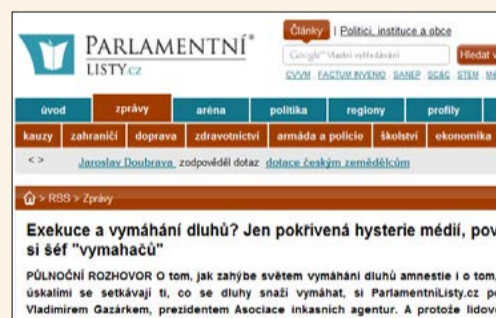 Články | Politici, instituce a obce
PARLAMENTNÍ®
LISTY.cz
Google™ Vlastní vyhledávání Hledat v
CVVM FACTUM INVENIO SANEP SC&C STEM
úvod zprávy aréna politika regiony profily
kauzy zahraničí doprava zdravotnictví armáda a policie školství ekonomika
< > Jaroslav Doubrava zodpověděl dotaz dotace českým zemědělcům
> RSS > Zprávy
Exekuce a vymáhání dluhů? Jen pokřivená hysterie médií, pov
si šéf "vymahačů"
PŮLNOČNÍ ROZHOVOR O tom, jak zahýbe světem vymáhání dluhů amnestie i o tom,
úskalími se setkávají ti, co se dluhy snaží vymáhat, si ParlamentniListy.cz po
Vladimírem Gazárkem, prezidentem Asociace inkasních agentur. A protože lidov